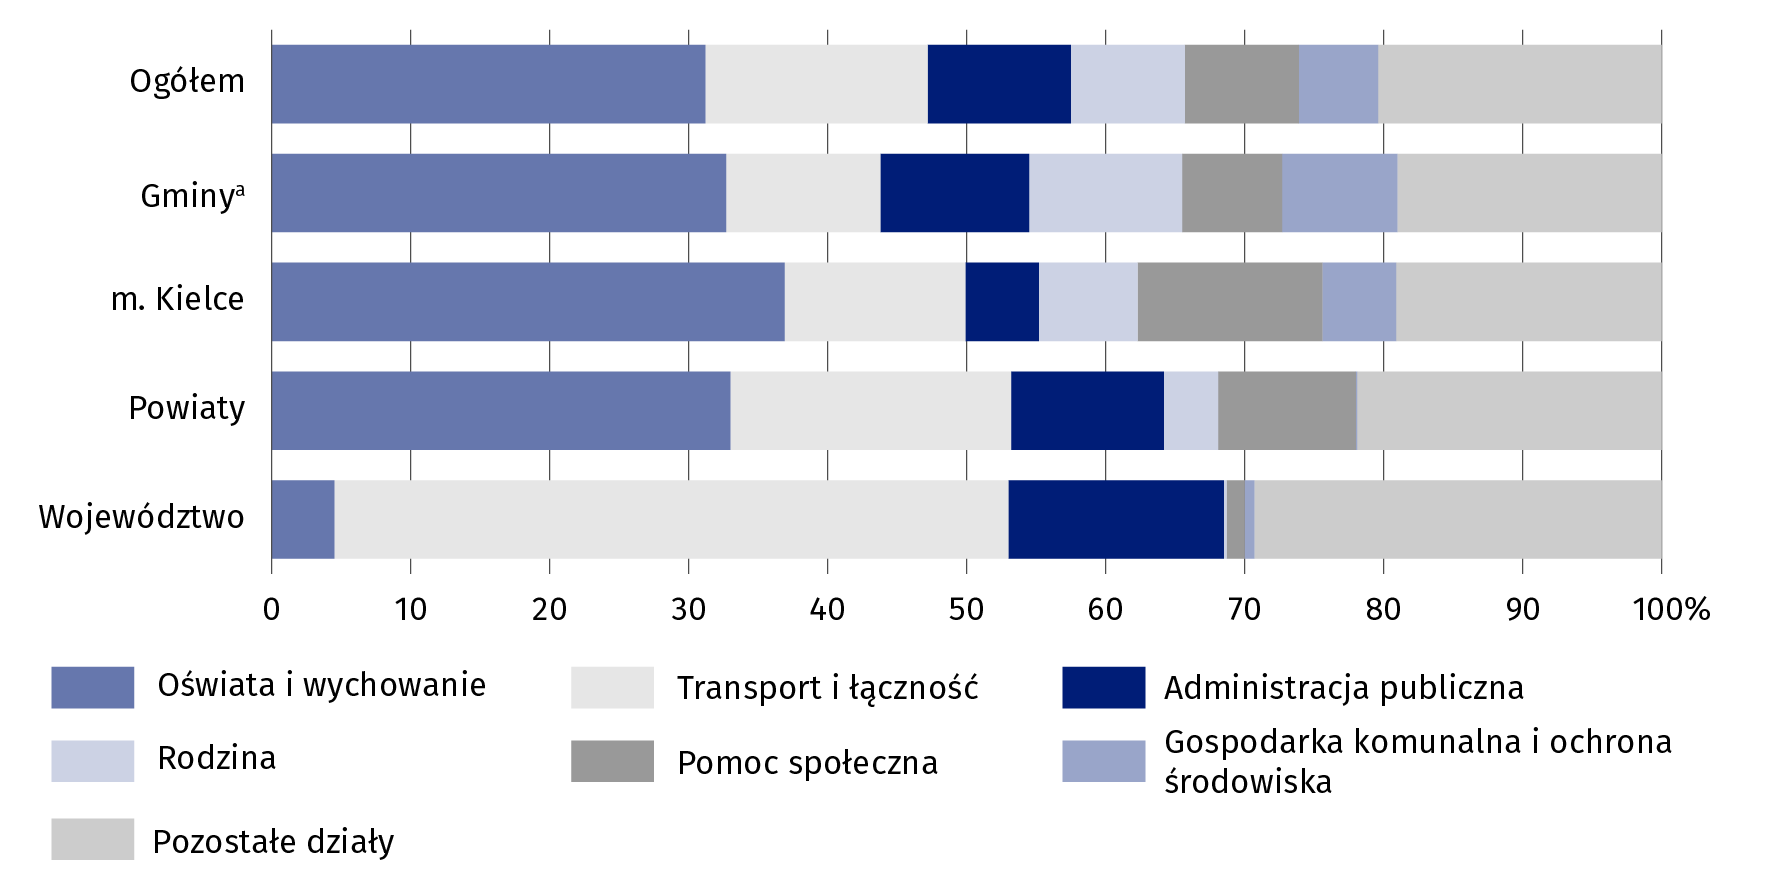 Ogółem
Gminyᵃ
m. Kielce
Powiaty
Województwo
0 10 20 30 40 50 60 70 80 90 100%
Oświata i wychowanie
Transport i łączność
Administracja publiczna
Rodzina
Pomoc społeczna
Gospodarka komunalna i ochrona
środowiska
Pozostałe działy